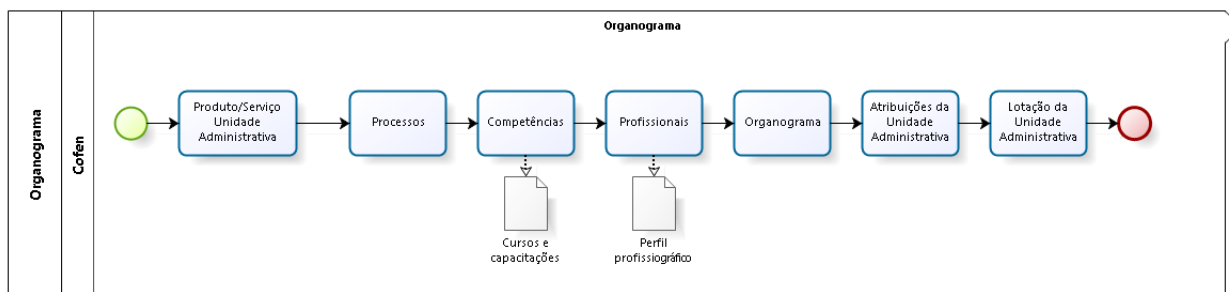 Organograma
Organograma
Cofen
Produto/Serviço
Unidade
Administrativa
Processos
Competências
Profissionais
Organograma
Atribuições da
Unidade
Administrativa
Lotação da
Unidade
Administrativa
Cursos e
capacitações
Perfil
profissiográfico